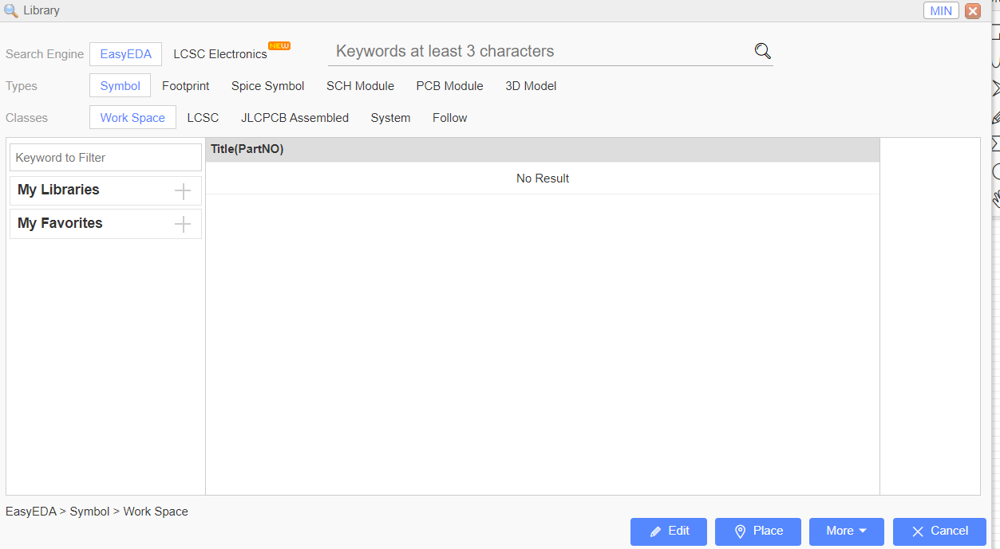 Library
MIN
Search Engine EasyEDA LCSC Electronics NEW Keywords at least 3 characters
Types Symbol Footprint Spice Symbol SCH Module PCB Module 3D Model
Classes Work Space LCSC JLCPCB Assembled System Follow
Keyword to Filter
My Libraries
My Favorites
Title(PartNO)
No Result
EasyEDA > Symbol > Work Space
Edit Place More Cancel